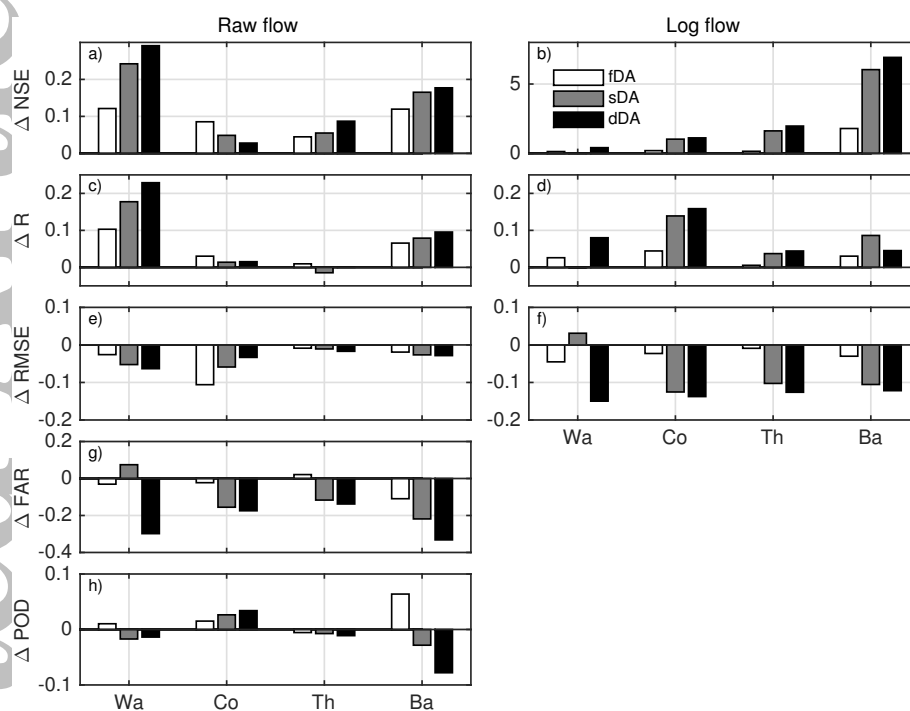 Raw flow
Log flow
a)
Δ NSE
0.2
0.1
0
b)
5
0
fDA
sDA
dDA
c)
Δ R
0.2
0.1
0
d)
0.2
0.1
0
e)
Δ RMSE
0.1
0
-0.1
-0.2
f)
0.1
0
-0.1
-0.2
Wa Co Th Ba
g)
Δ FAR
0.2
0
-0.2
-0.4
h)
Δ POD
0.1
0
-0.1
Wa Co Th Ba